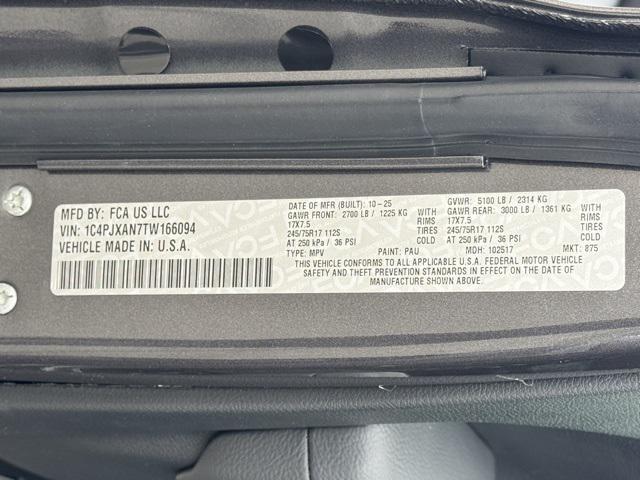 MFD BY: FCA US LLC
VIN: 1C4PJXAN7TW166094
VEHICLE MADE IN: U.S.A.
DATE OF MFR (BUILT): 10-25 GVWR: 5100 LB / 2314 KG
GAWR FRONT: 2700 LB / 1225 KG WITH GAWR REAR: 3000 LB / 1361 KG WITH
17X7.5 RIMS 17X7.5 RIMS
245/75R17 112S TIRES 245/75R17 112S TIRES
AT 250 kPa / 36 PSI COLD AT 250 kPa / 36 PSI COLD
TYPE: MPV PAINT: PAU MDH: 102517 MKT: 875
THIS VEHICLE CONFORMS TO ALL APPLICABLE U.S.A. FEDERAL MOTOR VEHICLE
SAFETY AND THEFT PREVENTION STANDARDS IN EFFECT ON THE DATE OF
MANUFACTURE SHOWN ABOVE.